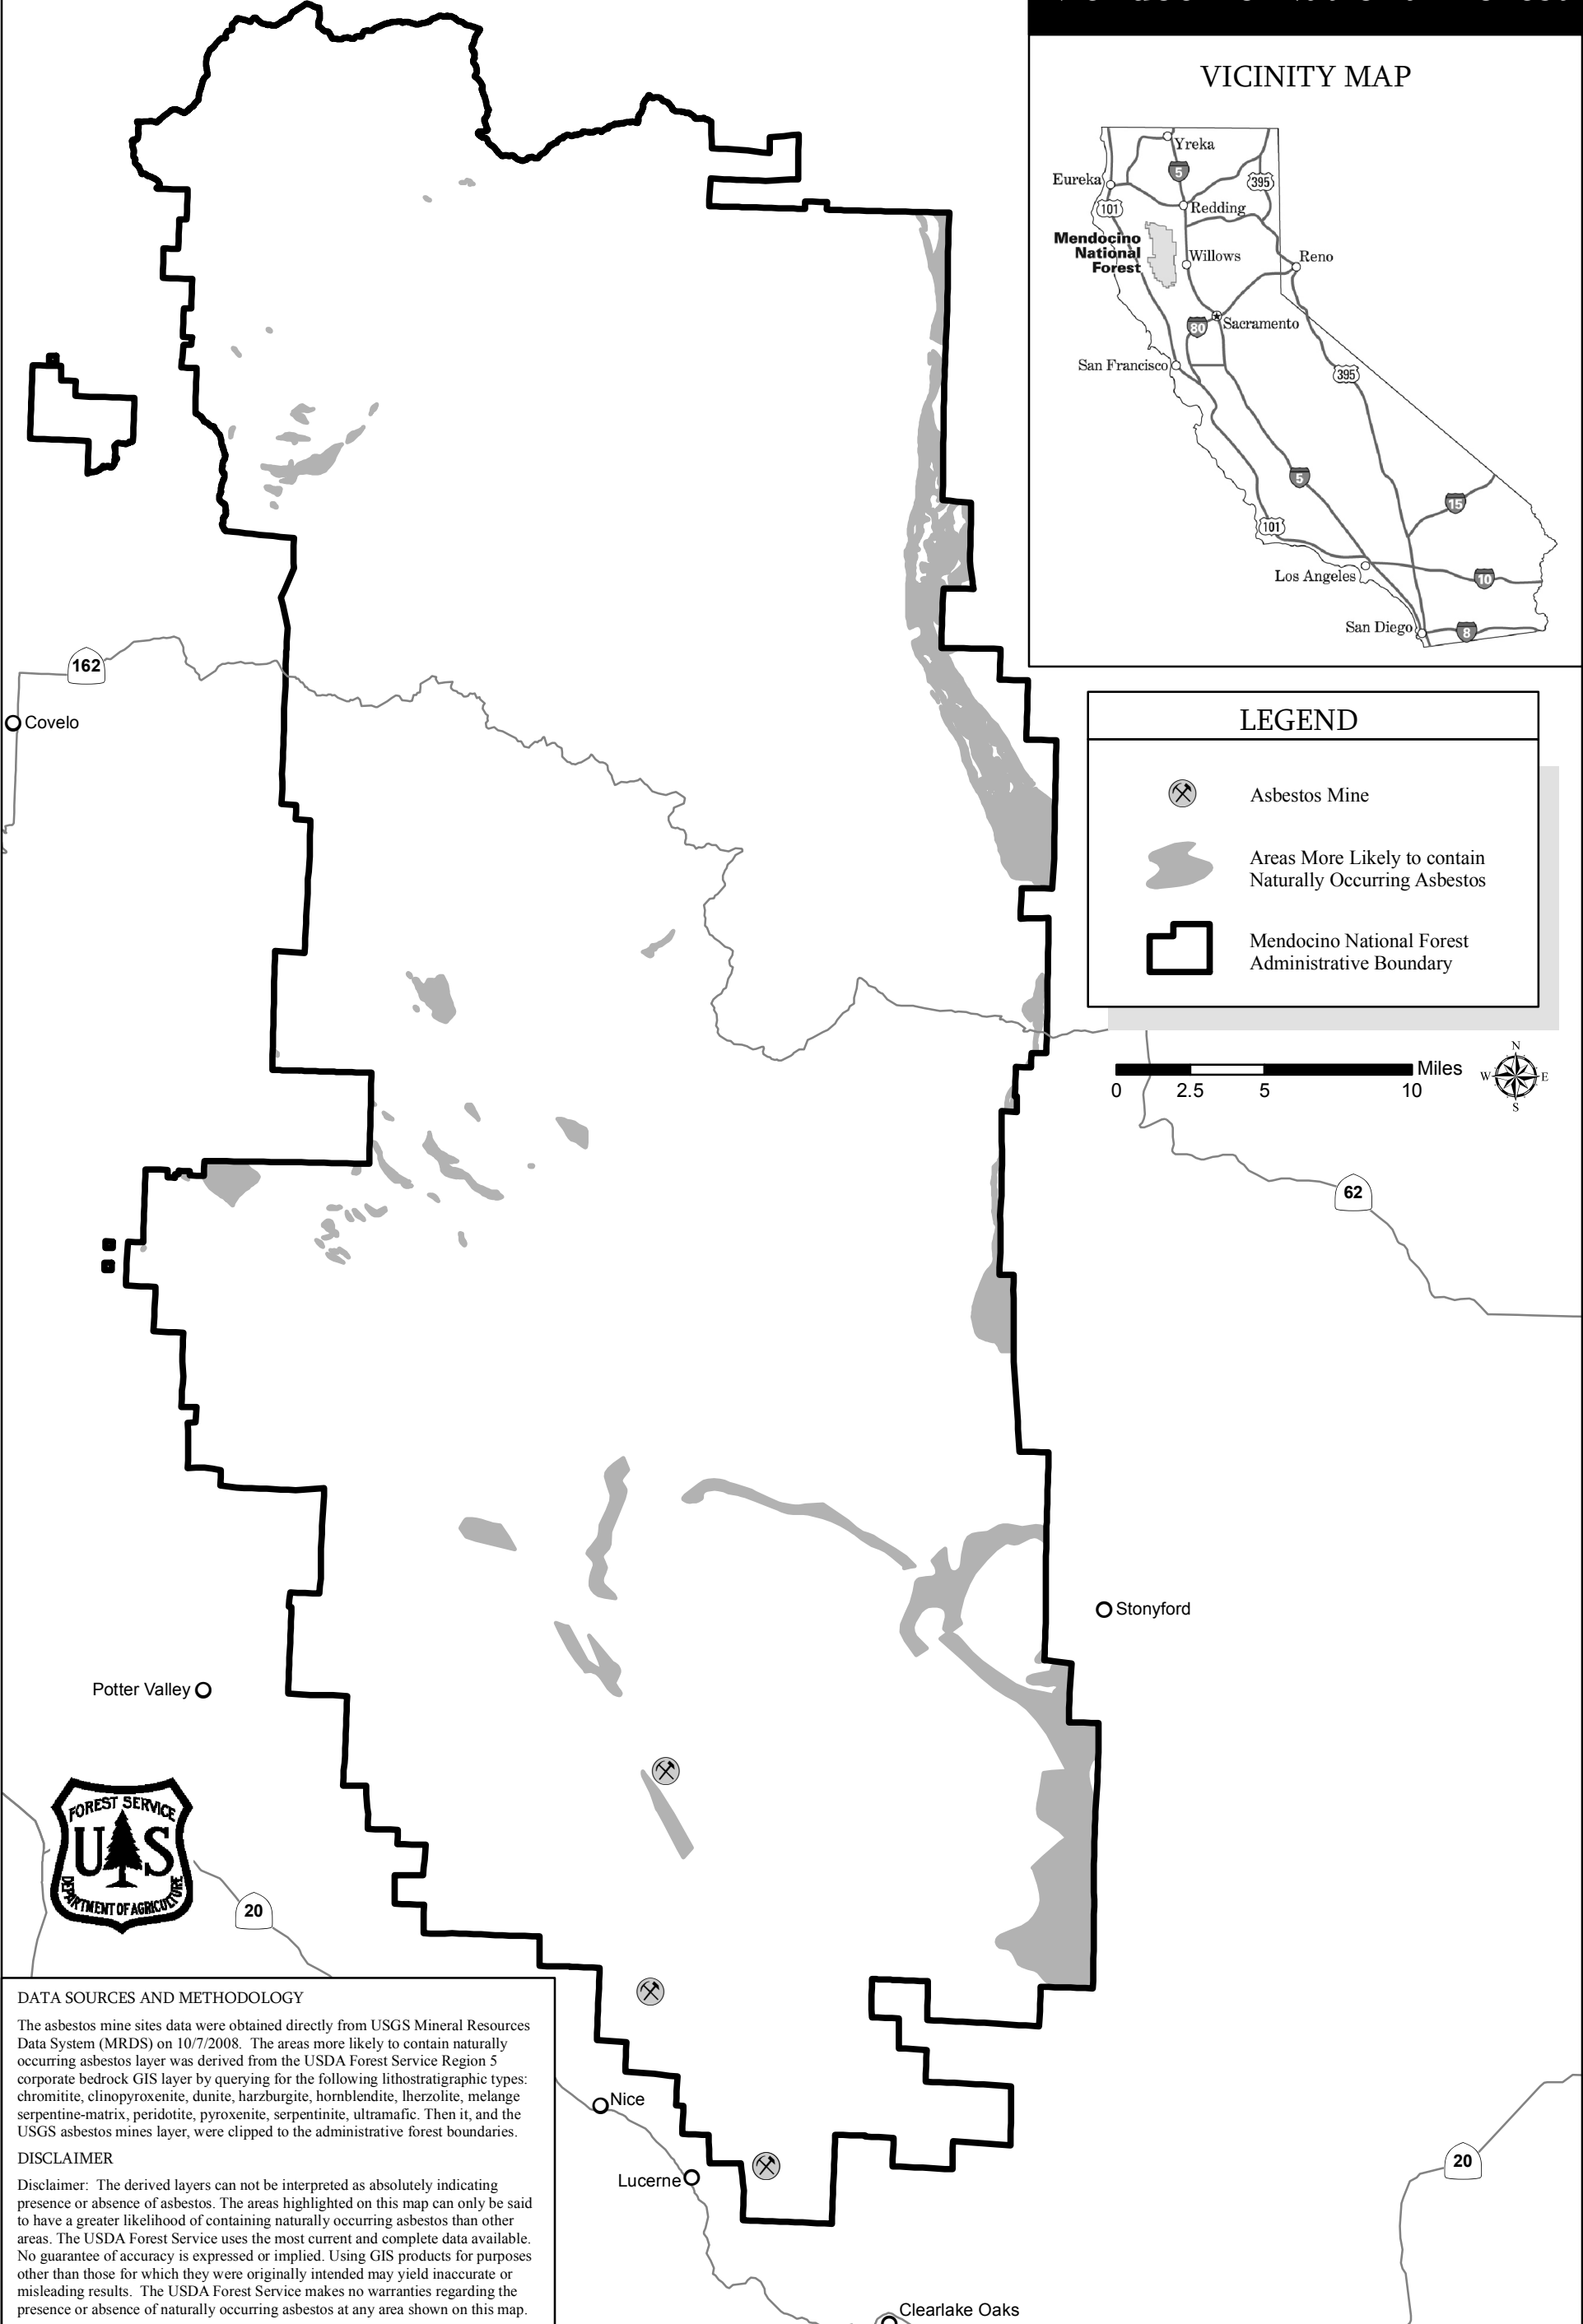 VICINITY MAP
Yreka
5
395
Eureka
101
Redding
Mendocino
National
Forest
Willows
Reno
80
Sacramento
San Francisco
395
5
15
101
Los Angeles
10
San Diego
8
162
Covelo
LEGEND
Asbestos Mine
Areas More Likely to contain
Naturally Occurring Asbestos
Mendocino National Forest
Administrative Boundary
Miles
0 2.5 5 10
N
W E
S
62
Stonyford
Potter Valley
FOREST SERVICE
U S
DEPARTMENT OF AGRICULTURE
20
DATA SOURCES AND METHODOLOGY
The asbestos mine sites data were obtained directly from USGS Mineral Resources
Data System (MRDS) on 10/7/2008. The areas more likely to contain naturally
occurring asbestos layer was derived from the USDA Forest Service Region 5
corporate bedrock GIS layer by querying for the following lithostratigraphic types:
chromitite, clinopyroxenite, dunite, harzburgite, hornblendite, lherzolite, melange
serpentine-matrix, peridotite, pyroxenite, serpentinite, ultramafic. Then it, and the
USGS asbestos mines layer, were clipped to the administrative forest boundaries.
DISCLAIMER
Disclaimer: The derived layers can not be interpreted as absolutely indicating
presence or absence of asbestos. The areas highlighted on this map can only be said
to have a greater likelihood of containing naturally occurring asbestos than other
areas. The USDA Forest Service uses the most current and complete data available.
No guarantee of accuracy is expressed or implied. Using GIS products for purposes
other than those for which they were originally intended may yield inaccurate or
misleading results. The USDA Forest Service makes no warranties regarding the
presence or absence of naturally occurring asbestos at any area shown on this map.
Nice
Lucerne
20
Clearlake Oaks